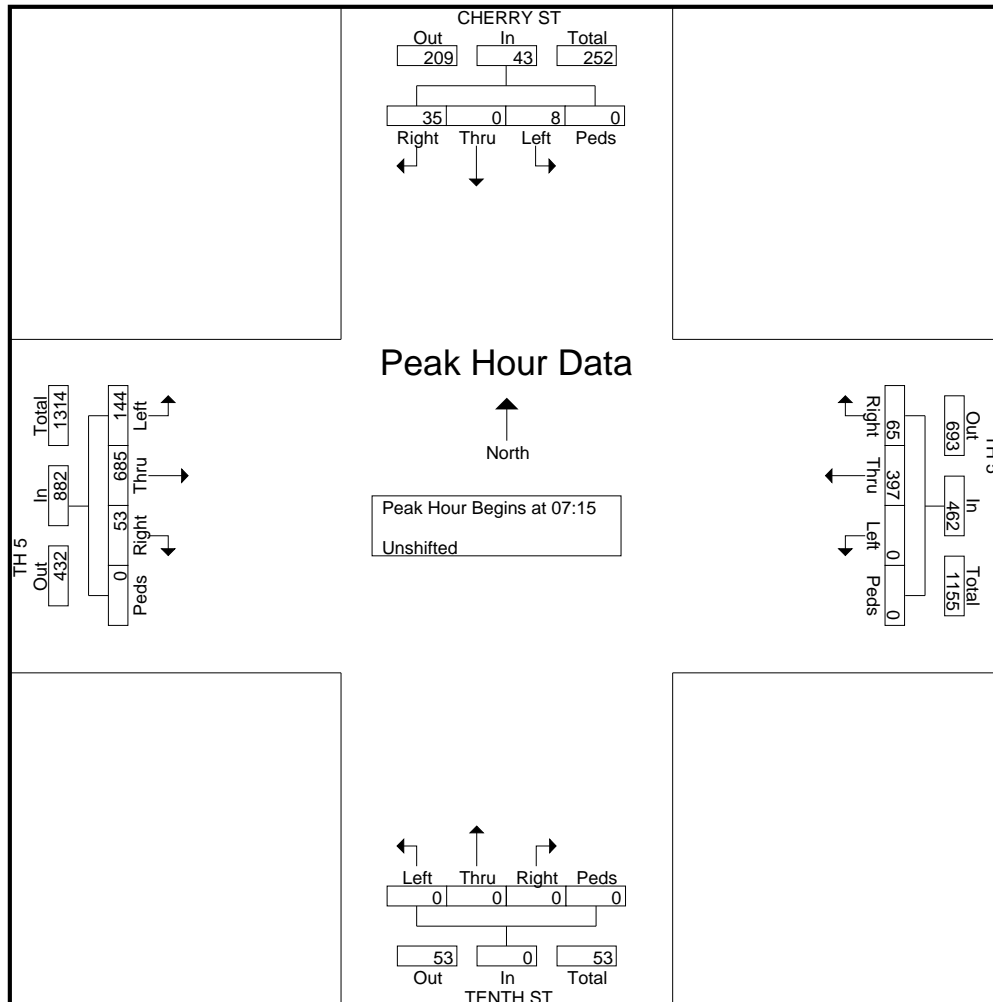 CHERRY ST
Out In Total
209 43 252
35 0 8 0
Right Thru Left Peds
Peak Hour Data
North
Peak Hour Begins at 07:15
Unshifted
TH 5
Out In Total
432 882 1314
144 685 53 0
Left Thru Right Peds
TH 5
Out In Total
693 462 1155
65 397 0 0
Right Thru Left Peds
Left Thru Right Peds
0 0 0 0
53 0 53
Out In Total
TENTH ST